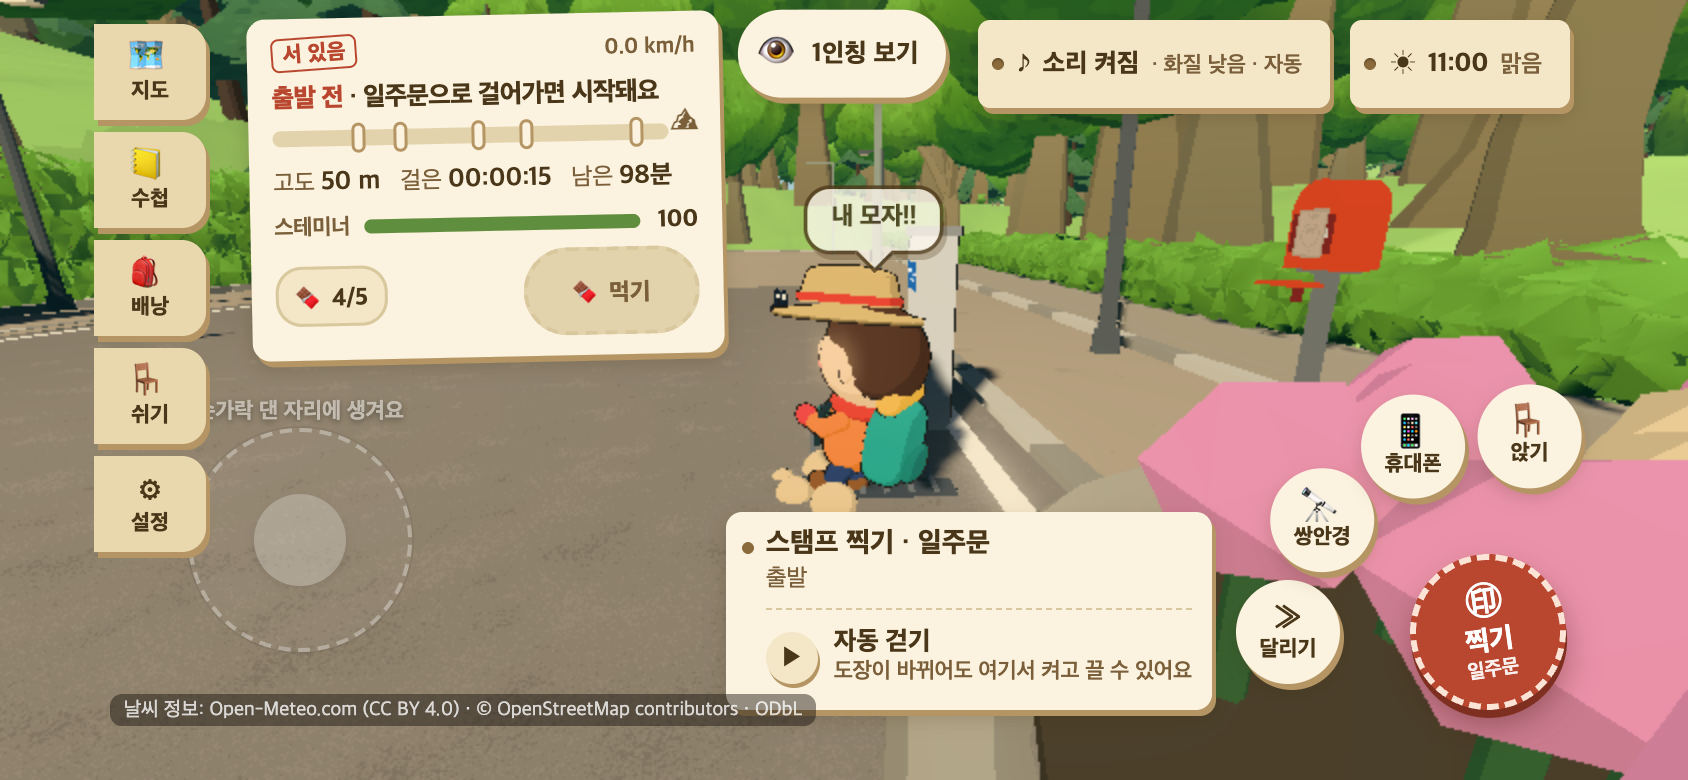 지도
수첩
배낭
쉬기
설정
서 있음
0.0 km/h
출발 전 · 일주문으로 걸어가면 시작돼요
고도 50 m 걸은 00:00:15 남은 98분
스테미너 100
4/5
먹기
1인칭 보기
♪ 소리 켜짐 · 화질 낮음 · 자동
11:00 맑음
내 모자!!
손가락 댄 자리에 생겨요
휴대폰
앉기
쌍안경
달리기
印
찍기
일주문
스탬프 찍기 · 일주문
출발
자동 걷기
도장이 바뀌어도 여기서 켜고 끌 수 있어요
날씨 정보: Open-Meteo.com (CC BY 4.0) · © OpenStreetMap contributors · ODbL